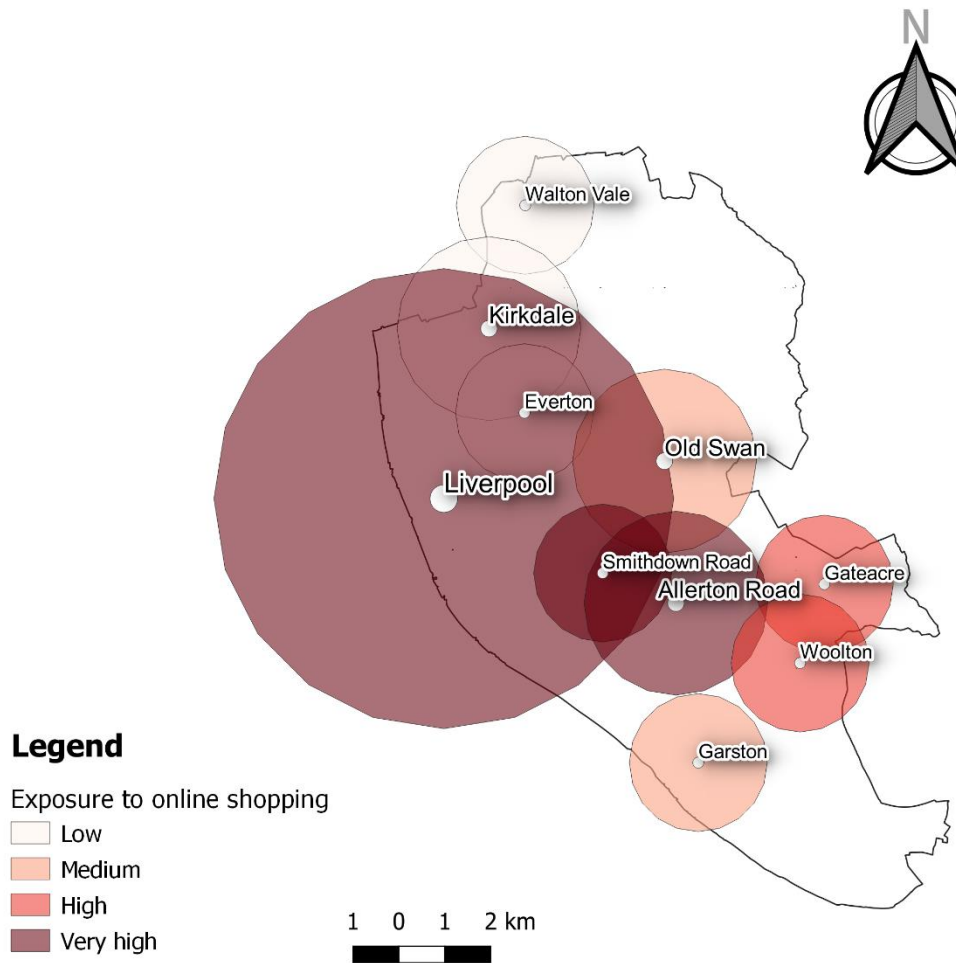 N
Walton Vale
Kirkdale
Everton
Old Swan
Liverpool
Smithdown Road
Gateacre
Allerton Road
Woolton
Garston
Legend
Exposure to online shopping
Low
Medium
High
Very high
1 0 1 2 km